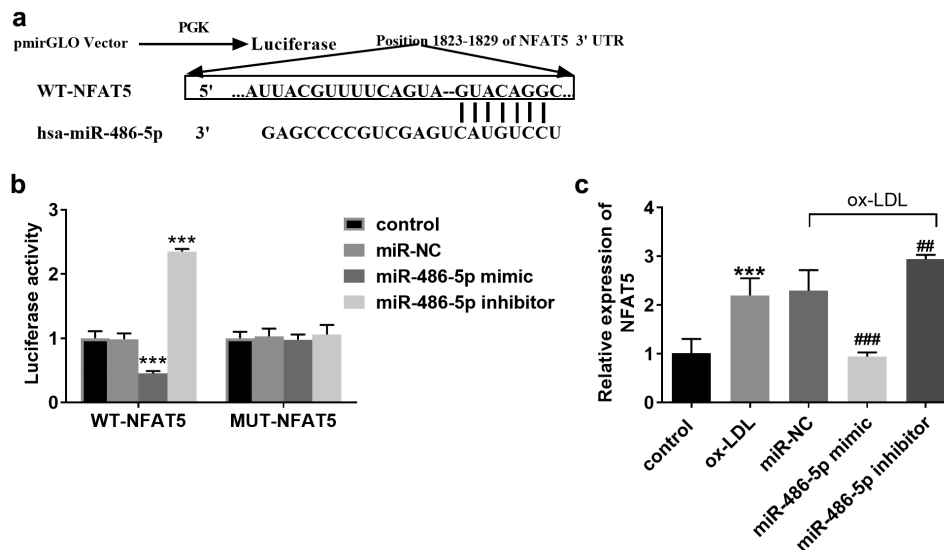 a
PGK
pmirGLO Vector Luciferase Position 1823-1829 of NFAT5 3' UTR
WT-NFAT5 5' ...AUUACGUUUUCAGUA--GUACAGGC...
hsa-miR-486-5p 3' GAGCCCCGUCGAGUCAUGUCCU
b
Luciferase activity
3
2
1
0
***
***
WT-NFAT5 MUT-NFAT5
control
miR-NC
miR-486-5p mimic
miR-486-5p inhibitor
c
ox-LDL
Relative expression of
NFAT5
4
3
2
1
0
***
###
##
control
ox-LDL
miR-NC
miR-486-5p mimic
miR-486-5p inhibitor